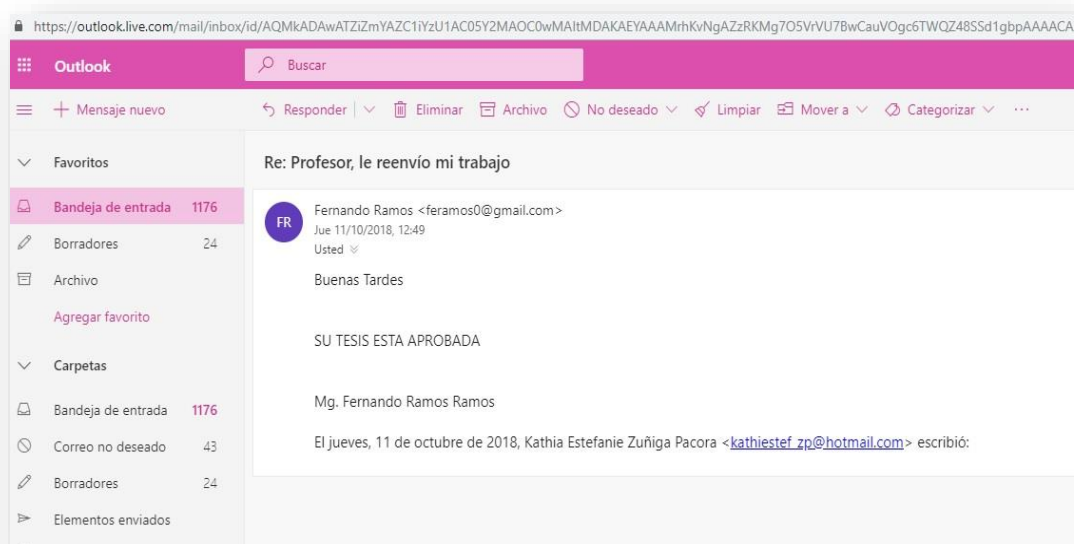 https://outlook.live.com/mail/inbox/id/AQMkADAwATZiZmYAZC1iYzU1AC05Y2MAOC0wMAItMDAKAEYAAAMrhKvNgAZzRKMg7O5VrVU7BwCauVOgc6TWQZ48SSd1gbpAAAACA
Outlook
Buscar
Mensaje nuevo
Responder Eliminar Archivo No deseado Limpiar Mover a Categorizar ...
Favoritos
Re: Profesor, le reenvío mi trabajo
Bandeja de entrada 1176
Borradores 24
Archivo
Agregar favorito
Carpetas
Bandeja de entrada 1176
Correo no deseado 43
Borradores 24
Elementos enviados
FR
Fernando Ramos <feramos0@gmail.com>
Jue 11/10/2018, 12:49
Usted
Buenas Tardes
SU TESIS ESTA APROBADA
Mg. Fernando Ramos Ramos
El jueves, 11 de octubre de 2018, Kathia Estefanie Zuñiga Pacora <kathiestef_zp@hotmail.com> escribió: